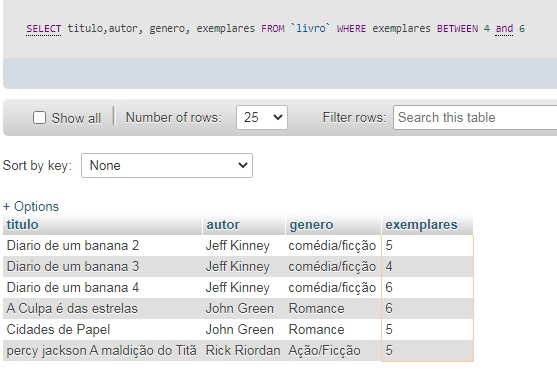 SELECT titulo,autor, genero, exemplares FROM `livro` WHERE exemplares BETWEEN 4 and 6
Show all Number of rows: 25 Filter rows: Search this table
Sort by key: None
+ Options
titulo autor genero exemplares
Diario de um banana 2 Jeff Kinney comédia/ficção 5
Diario de um banana 3 Jeff Kinney comédia/ficção 4
Diario de um banana 4 Jeff Kinney comédia/ficção 6
A Culpa é das estrelas John Green Romance 6
Cidades de Papel John Green Romance 5
percy jackson A maldição do Titã Rick Riordan Ação/Ficção 5